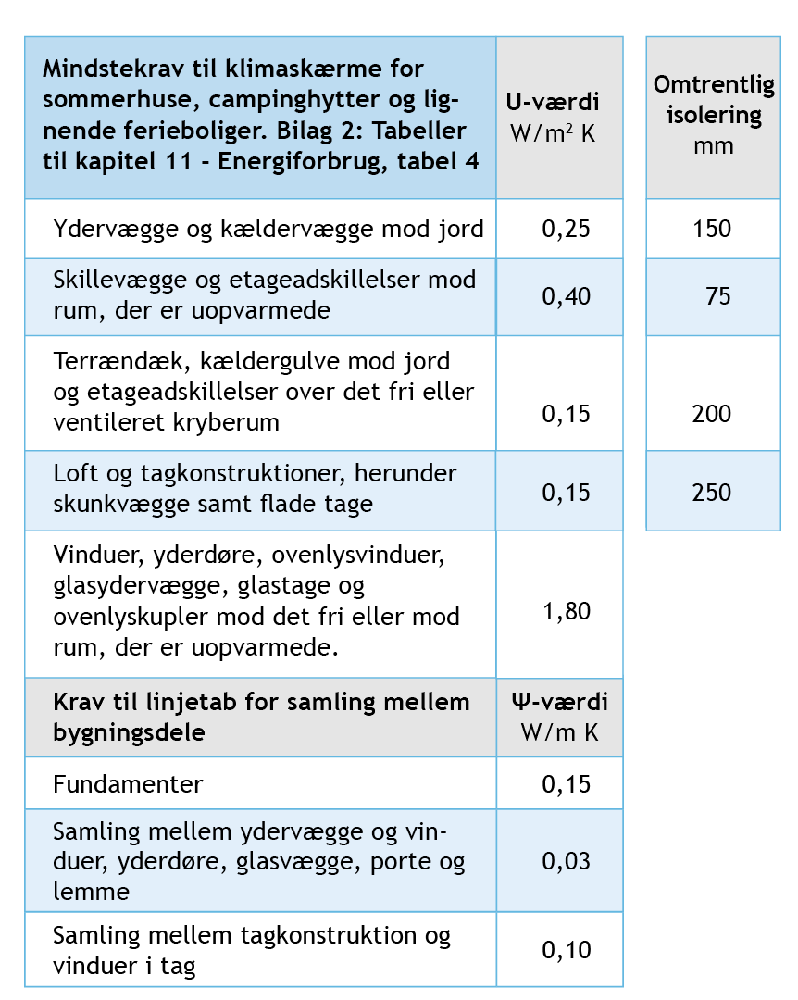 Mindstekrav til klimaskærme for
sommerhuse, campinghytter og lig-
nende ferieboliger. Bilag 2: Tabeller
til kapitel 11 - Energiforbrug, tabel 4
U-værdi
W/m² K
Omtrentlig
isolering
mm
Ydervægge og kældervægge mod jord
0,25
150
Skillevægge og etageadskillelser mod
rum, der er uopvarmede
0,40
75
Terrændæk, kældergulve mod jord
og etageadskillelser over det fri eller
ventileret kryberum
0,15
200
Loft og tagkonstruktioner, herunder
skunkvægge samt flade tage
0,15
250
Vinduer, yderdøre, ovenlysvinduer,
glasydervægge, glastage og
ovenlyskupler mod det fri eller mod
rum, der er uopvarmede.
1,80
Krav til linjetab for samling mellem
bygningsdele
Ψ-værdi
W/m K
Fundamenter
0,15
Samling mellem ydervægge og vin-
duer, yderdøre, glasvægge, porte og
lemme
0,03
Samling mellem tagkonstruktion og
vinduer i tag
0,10